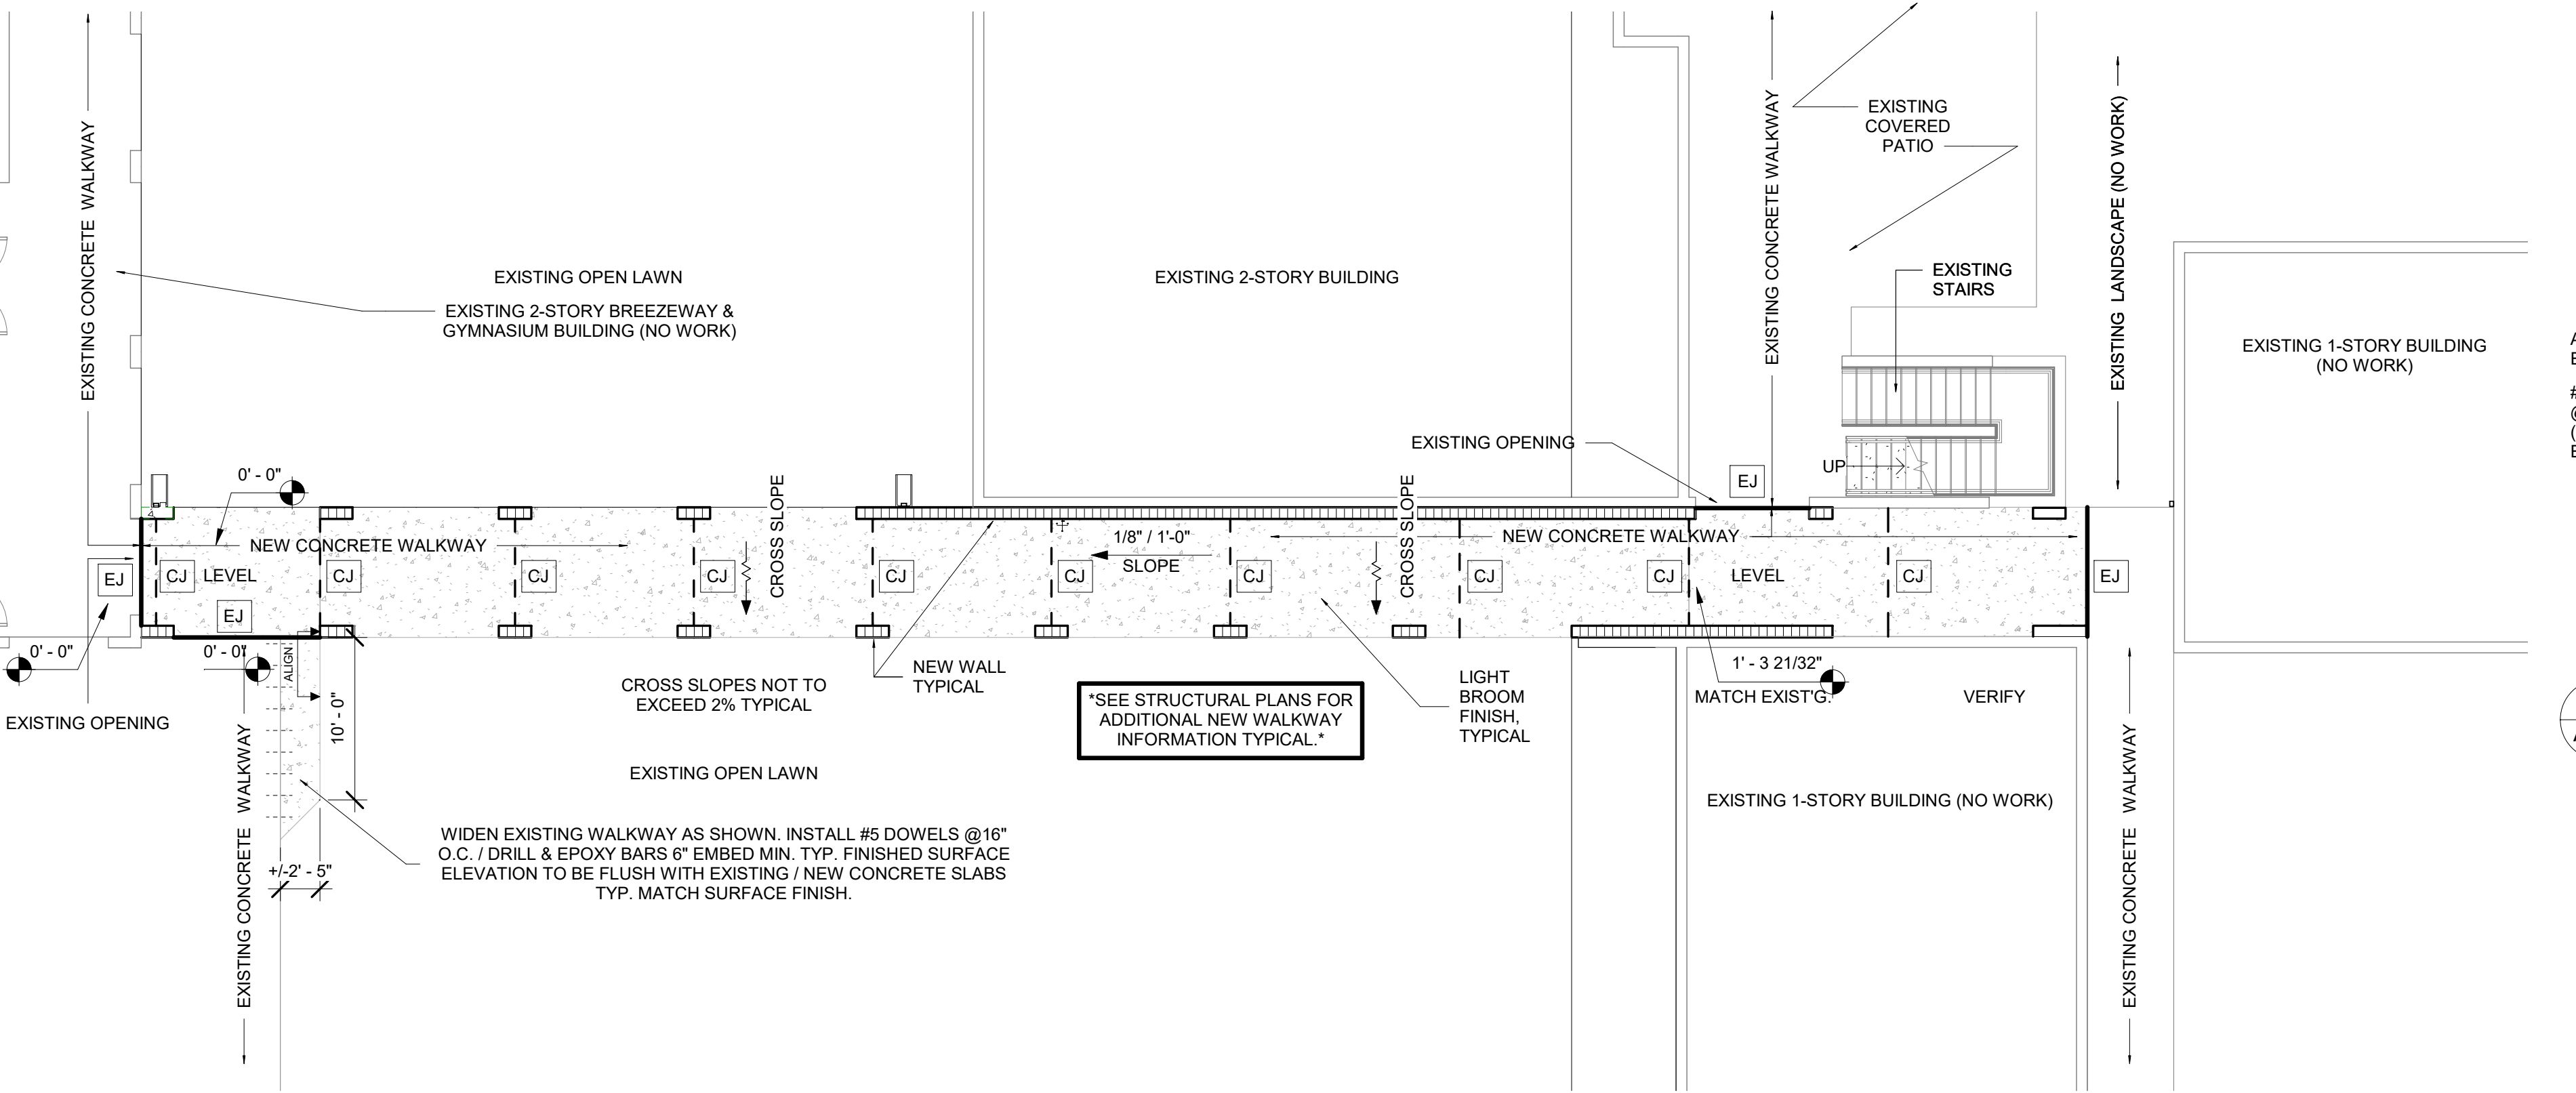 EXISTING CONCRETE WALKWAY
EXISTING OPEN LAWN
EXISTING 2-STORY BREEZEWAY &
GYMNASIUM BUILDING (NO WORK)
EXISTING 2-STORY BUILDING
EXISTING CONCRETE WALKWAY
EXISTING
COVERED
PATIO
EXISTING LANDSCAPE (NO WORK)
EXISTING
STAIRS
EXISTING 1-STORY BUILDING
(NO WORK)
EXISTING OPENING
UP
EJ
0' - 0"
CROSS SLOPE
CROSS SLOPE
NEW CONCRETE WALKWAY
1/8" / 1'-0"
SLOPE
NEW CONCRETE WALKWAY
EJ
CJ
LEVEL
CJ
CJ
CJ
CJ
CJ
CJ
CJ
CJ
LEVEL
CJ
EJ
EJ
0' - 0"
0' - 0"
ALIGN
10' - 0"
EXISTING OPENING
CROSS SLOPES NOT TO
EXCEED 2% TYPICAL
NEW WALL
TYPICAL
*SEE STRUCTURAL PLANS FOR
ADDITIONAL NEW WALKWAY
INFORMATION TYPICAL.*
LIGHT
BROOM
FINISH,
TYPICAL
1' - 3 21/32"
MATCH EXIST'G.
VERIFY
EXISTING CONCRETE WALKWAY
EXISTING OPEN LAWN
EXISTING 1-STORY BUILDING (NO WORK)
EXISTING CONCRETE WALKWAY
WIDEN EXISTING WALKWAY AS SHOWN. INSTALL #5 DOWELS @16"
O.C. / DRILL & EPOXY BARS 6" EMBED MIN. TYP. FINISHED SURFACE
ELEVATION TO BE FLUSH WITH EXISTING / NEW CONCRETE SLABS
TYP. MATCH SURFACE FINISH.
+/-2' - 5"